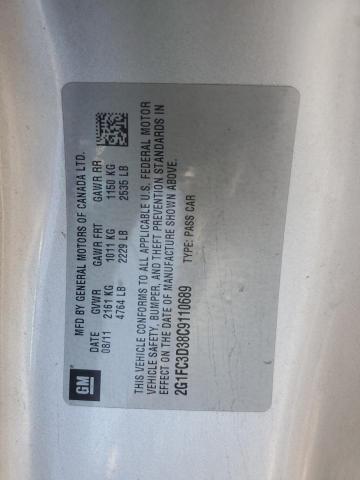 GM
MFD BY GENERAL MOTORS OF CANADA LTD.
DATE GVWR GAWR FRT GAWR RR
08/11 2161 KG 1011 KG 1150 KG
4764 LB 2229 LB 2535 LB
THIS VEHICLE CONFORMS TO ALL APPLICABLE U.S. FEDERAL MOTOR
VEHICLE SAFETY, BUMPER, AND THEFT PREVENTION STANDARDS IN
EFFECT ON THE DATE OF MANUFACTURE SHOWN ABOVE.
2G1FC3D38C9110689 TYPE: PASS CAR